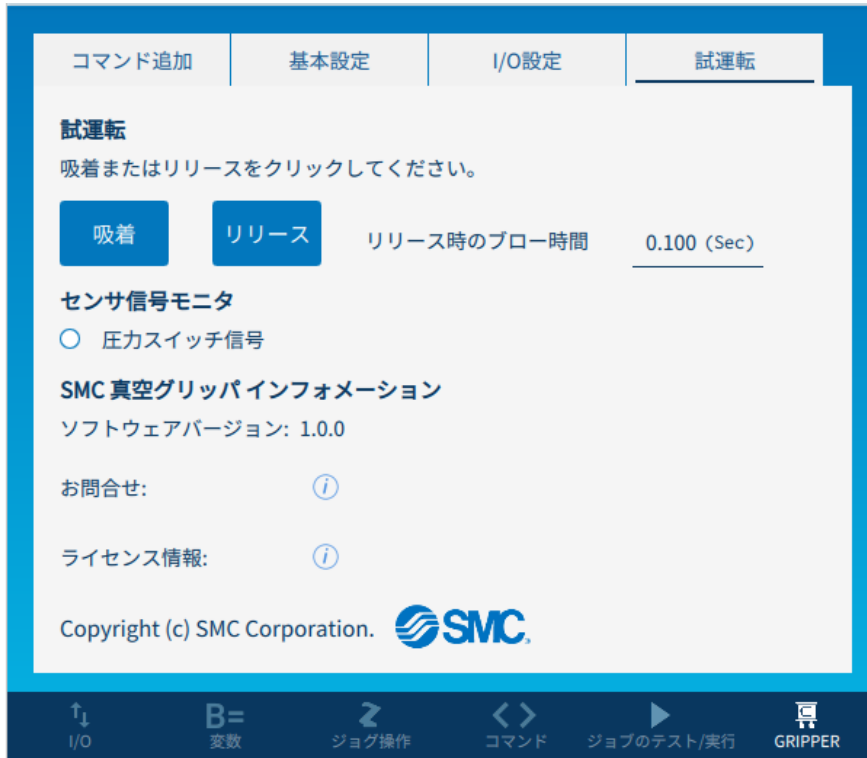 コマンド追加 基本設定 I/O設定 試運転
試運転
吸着またはリリースをクリックしてください。
吸着 リリース リリース時のブロー時間 0.100 (Sec)
センサ信号モニタ
圧力スイッチ信号
SMC 真空グリッパ インフォメーション
ソフトウェアバージョン: 1.0.0
お問合せ: i
ライセンス情報: i
Copyright (c) SMC Corporation. SMC
B=
I/O 変数 ジョグ操作 コマンド ジョブのテスト/実行 GRIPPER